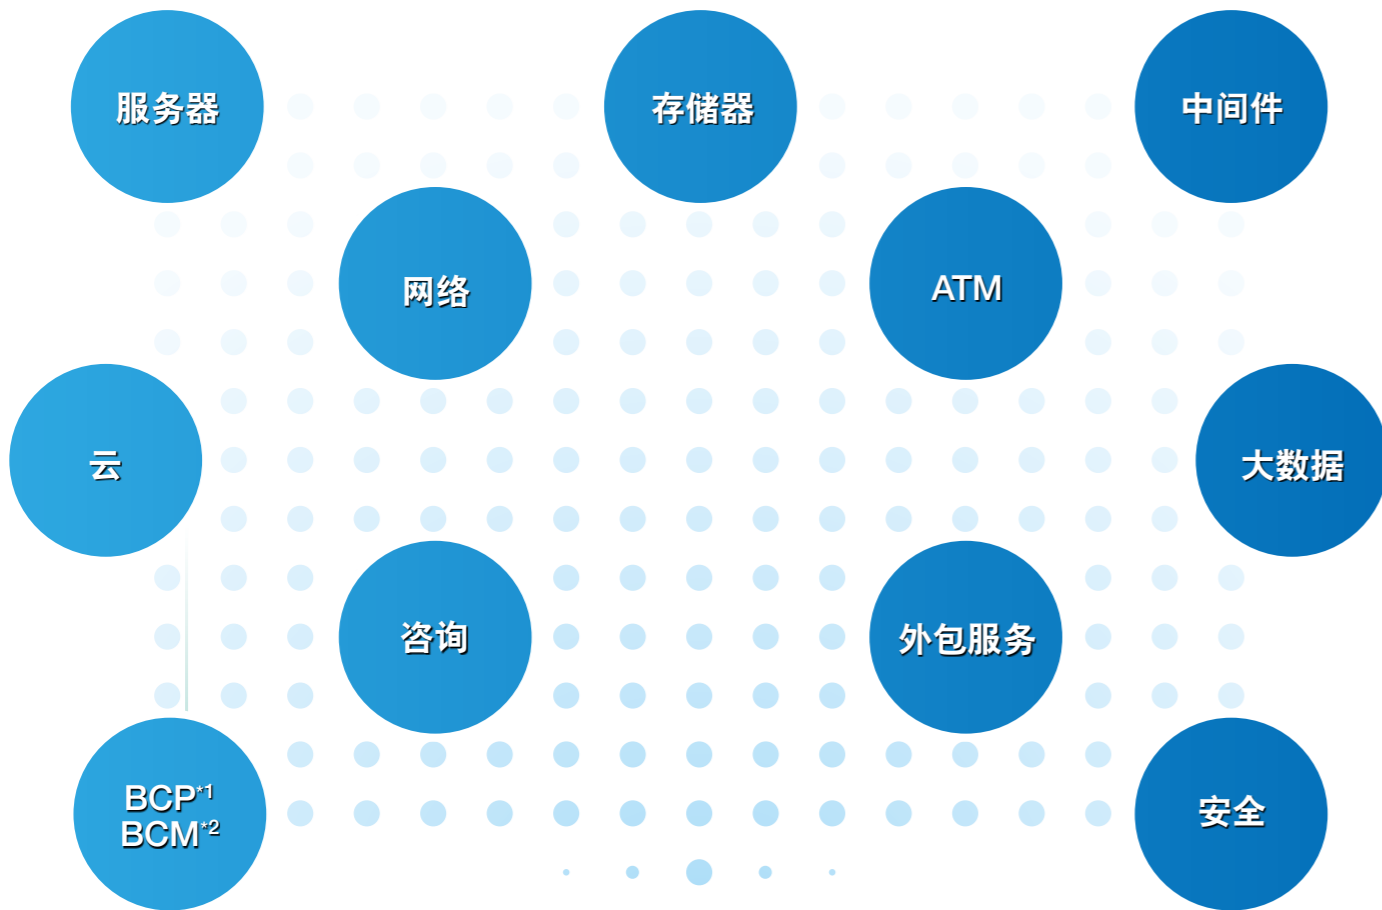 服务器
存储器
中间件
网络
ATM
云
大数据
咨询
外包服务
BCP*1
BCM*2
安全